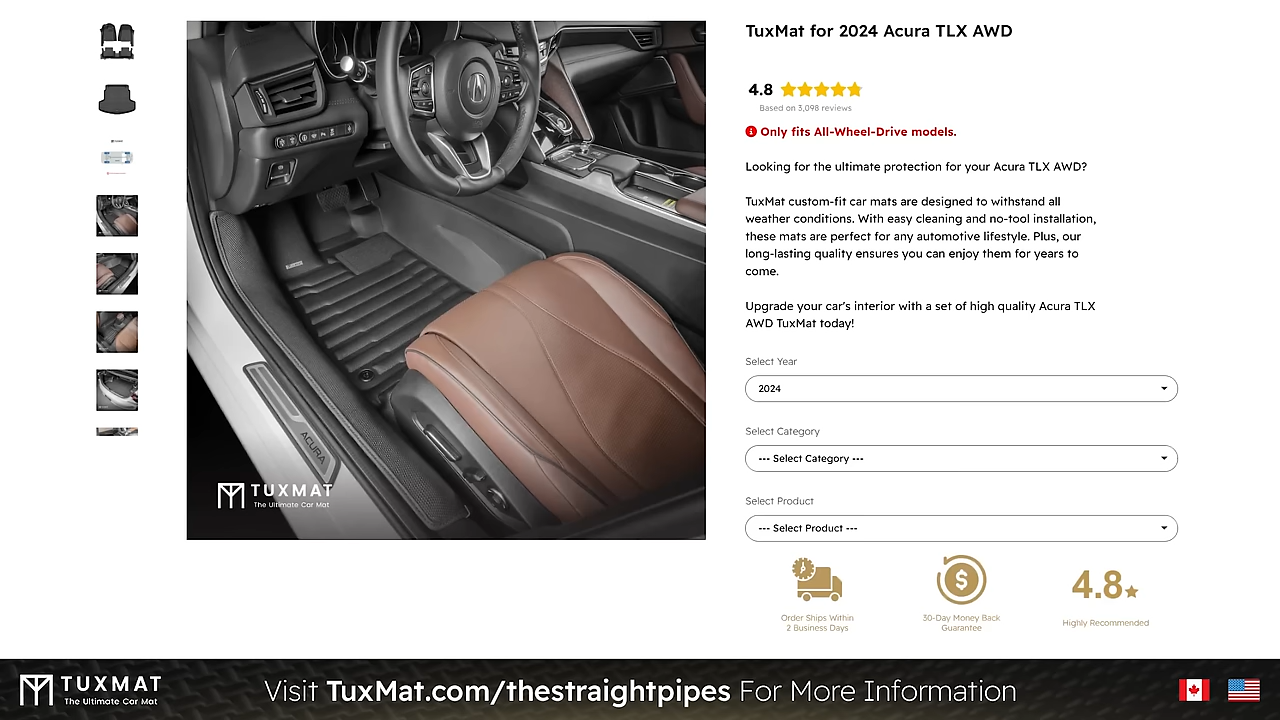 TuxMat for 2024 Acura TLX AWD
4.8
Based on 3,098 reviews
Only fits All-Wheel-Drive models.
Looking for the ultimate protection for your Acura TLX AWD?
TuxMat custom-fit car mats are designed to withstand all
weather conditions. With easy cleaning and no-tool installation,
these mats are perfect for any automotive lifestyle. Plus, our
long-lasting quality ensures you can enjoy them for years to
come.
Upgrade your car's interior with a set of high quality Acura TLX
AWD TuxMat today!
Select Year
2024
Select Category
--- Select Category ---
Select Product
--- Select Product ---
Order Ships Within
2 Business Days
30-Day Money Back
Guarantee
4.8
Highly Recommended
ACURA
TUXMAT
The Ultimate Car Mat
TUXMAT
The Ultimate Car Mat
Visit TuxMat.com/thestraightpipes For More Information